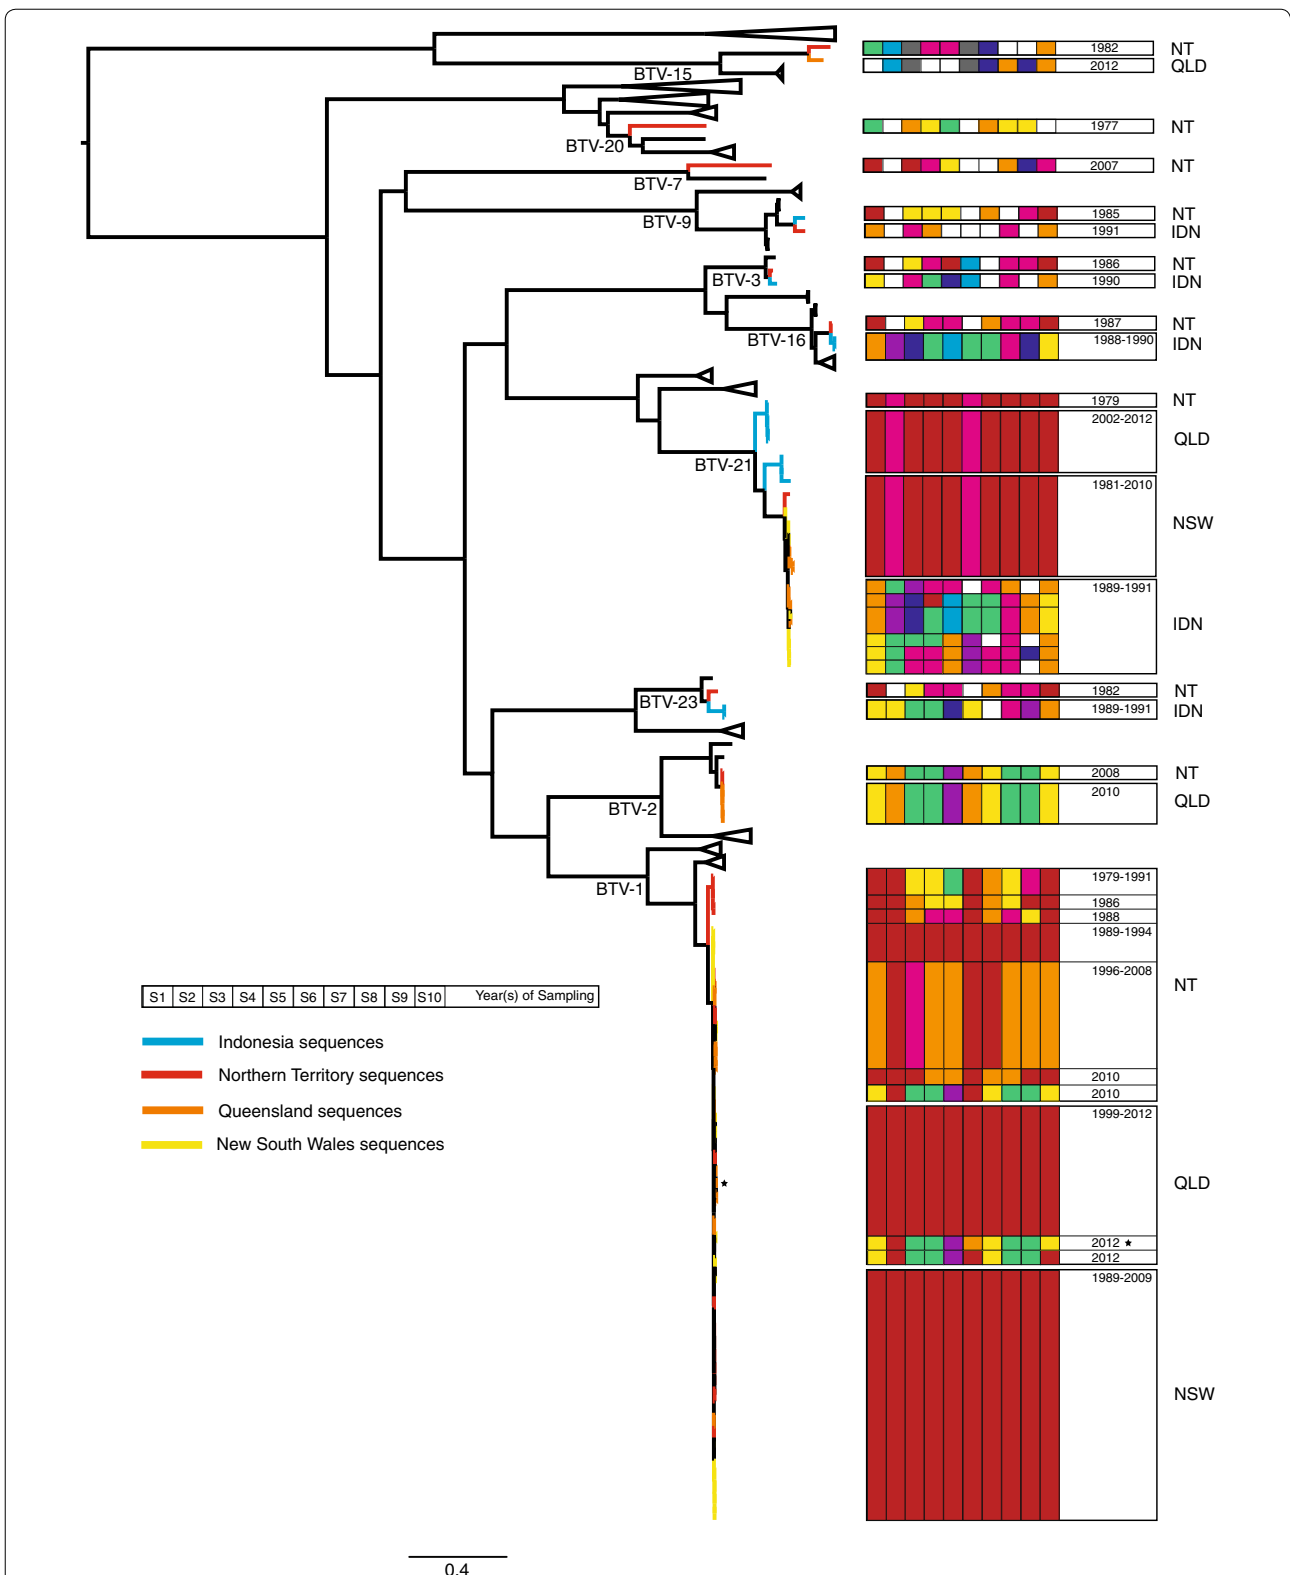 1982 NT
BTV-15 2012 QLD
BTV-20 1977 NT
BTV-7 2007 NT
1985 NT
BTV-9 1991 IDN
1986 NT
BTV-3 1990 IDN
1987 NT
BTV-16 1988-1990 IDN
1979 NT
2002-2012
QLD
BTV-21
1981-2010
NSW
1989-1991
IDN
1982 NT
BTV-23 1989-1991 IDN
2008 NT
2010
BTV-2 QLD
1979-1991
BTV-1
1986
1988
1989-1994
1996-2008
NT
2010
2010
1999-2012
QLD
2012 ★
2012
1989-2009
NSW
S1 S2 S3 S4 S5 S6 S7 S8 S9 S10 Year(s) of Sampling
Indonesia sequences
Northern Territory sequences
Queensland sequences
New South Wales sequences
★
0.4